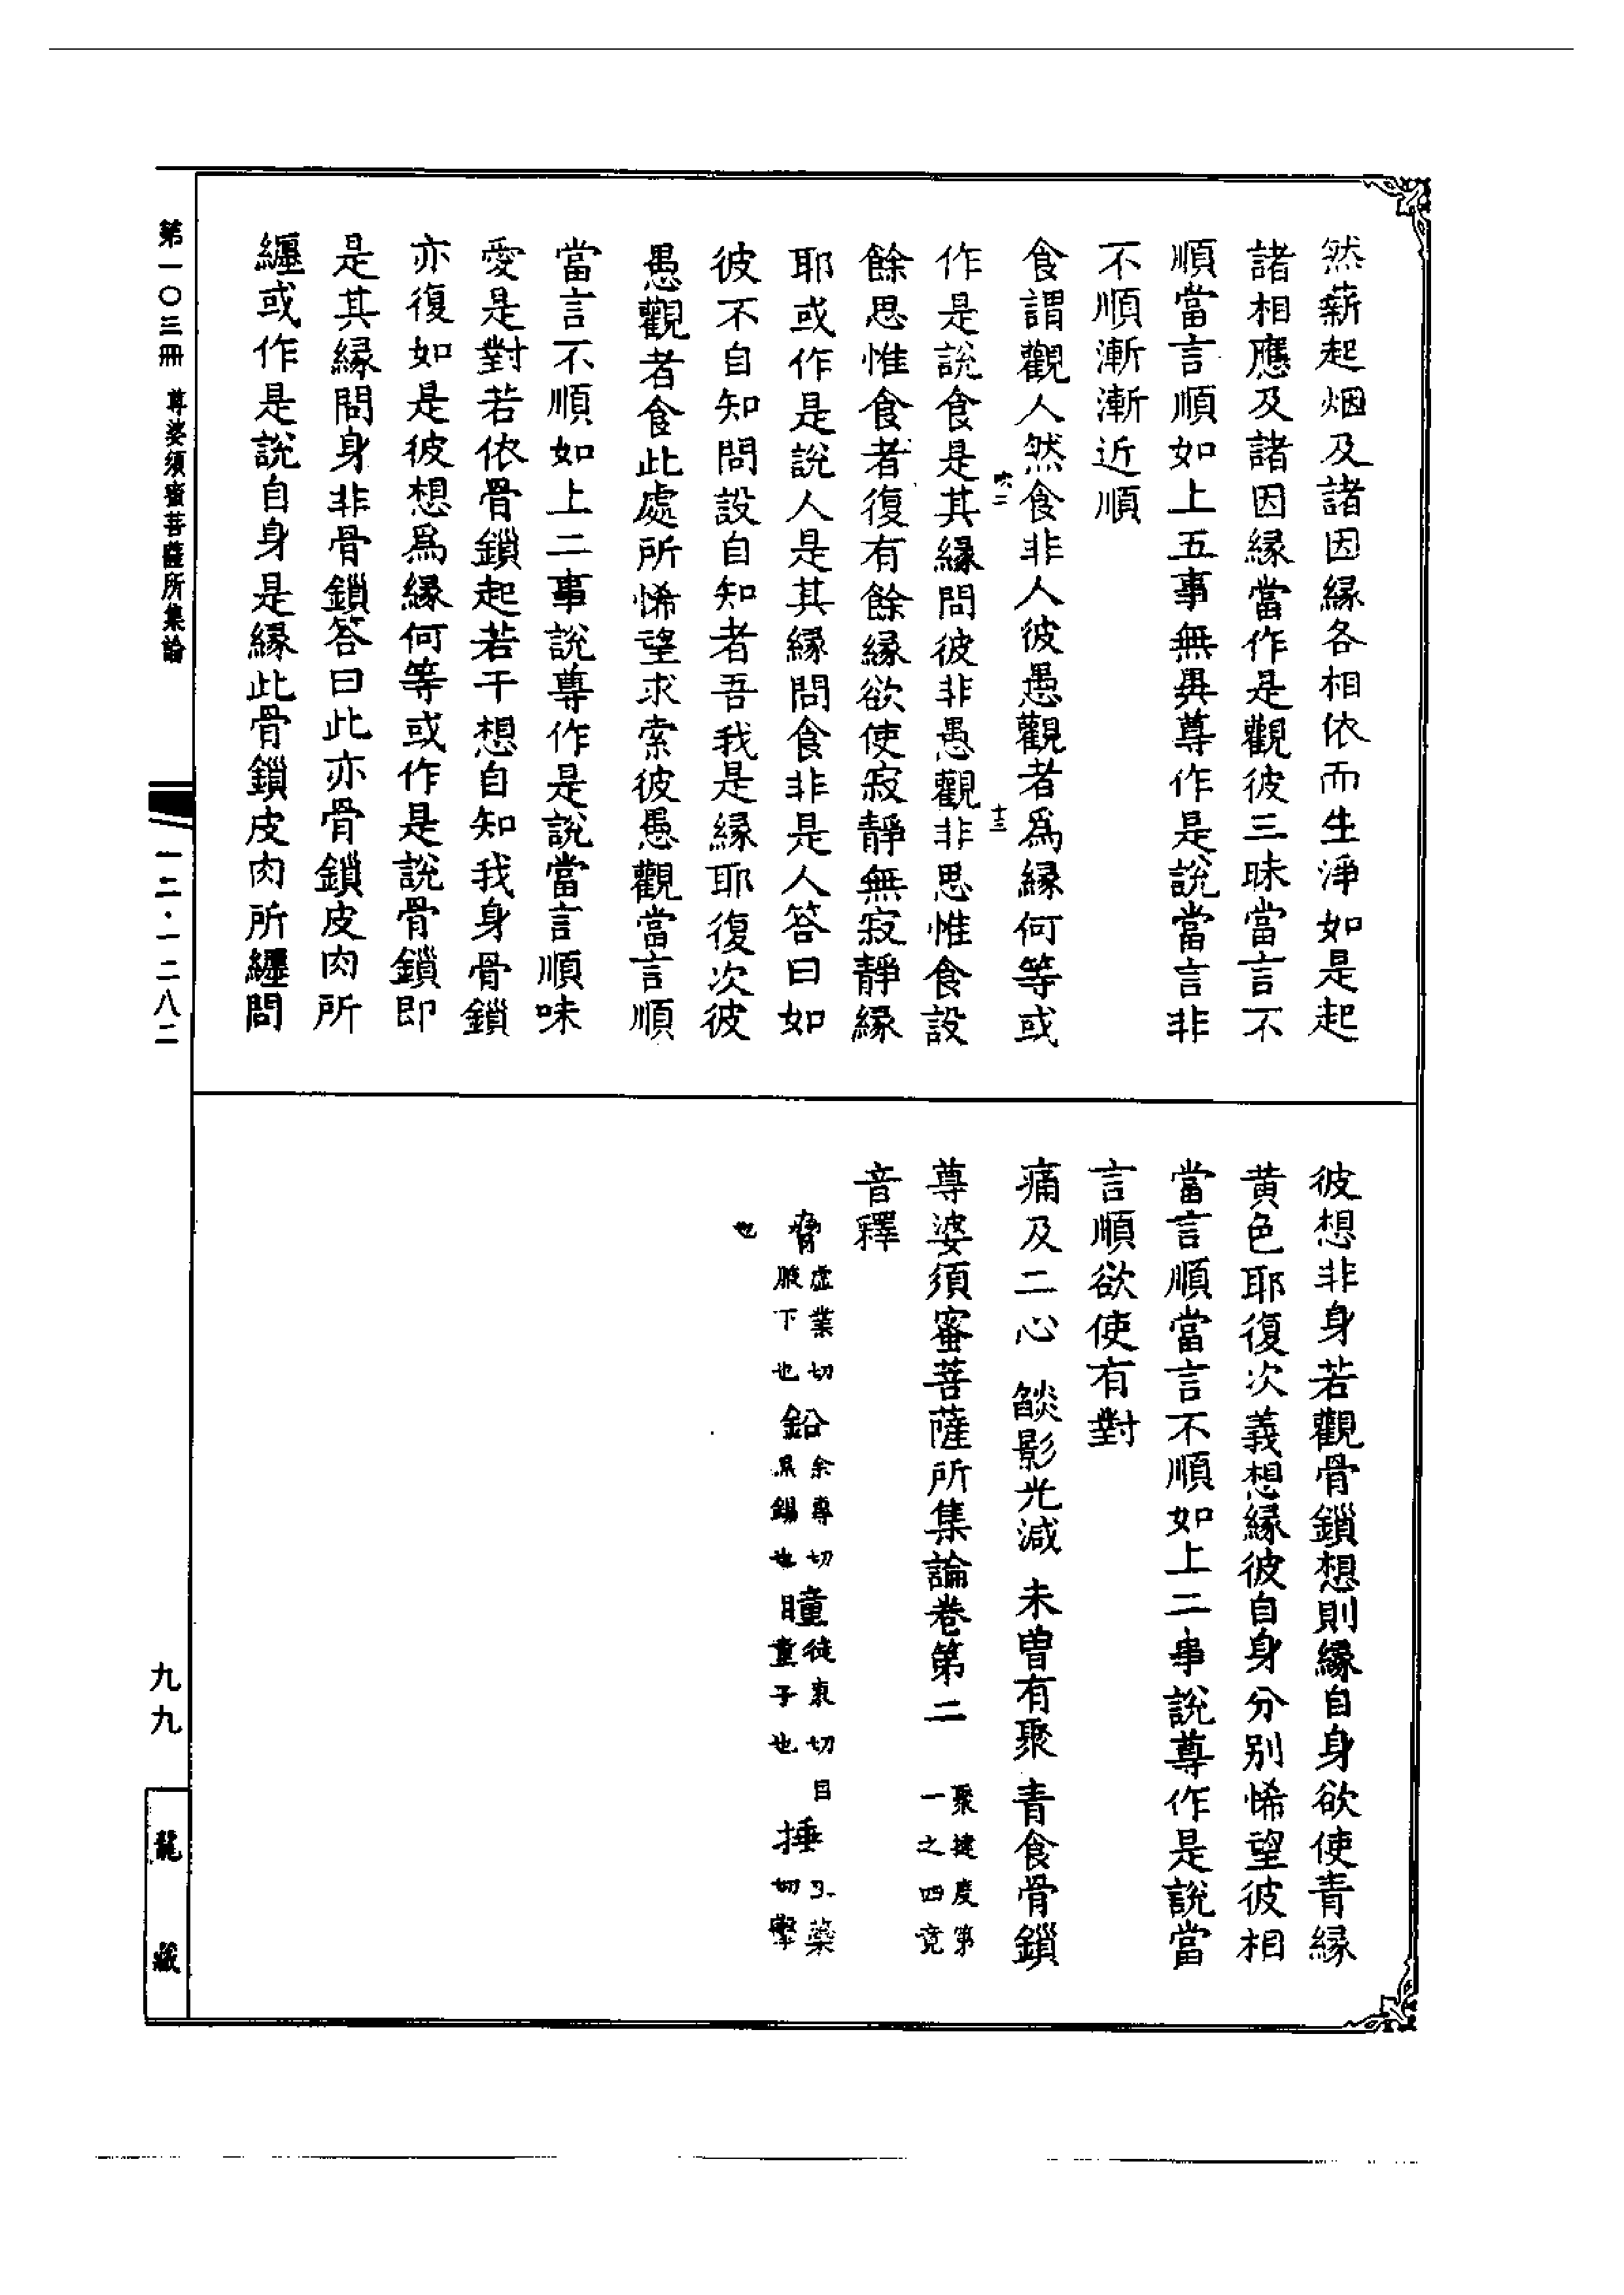 然薪起烟及諸因緣各相依而生淨如是起
諸相應及諸因緣當作是觀彼三昧當言不
順當言順如上五事無異尊作是說當言非
不順漸漸近順
食謂觀人然食非人彼愚觀者爲緣何等或
作是說食是其緣問彼非愚觀非思惟食設
餘思惟食者復有餘緣欲使寂靜無寂靜緣
耶或作是說人是其緣問食非是人答曰如
彼不自知問設自知者吾我是緣耶復次彼
愚觀者食此處所悕望求索彼愚觀當言順
當言不順如上二事說尊作是說當言順味
愛是對若依骨鎖起若干想自知我身骨鎖
亦復如是彼想爲緣何等或作是說骨鎖即
是其緣問身非骨鎖答曰此亦骨鎖皮肉所
纏或作是說自身是緣此骨鎖皮肉所纏問
十三
彼想非身若觀骨鎖想則緣自身欲使青緣
黄色耶復次義想緣彼自身分別悕望彼相
當言順當言不順如上二事說尊作是說當
言順欲使有對
痛及二心 燄影光減 未曾有聚 青食骨鎖
尊婆須蜜菩薩所集論卷第二 聚揵度第一之四竟
音釋
脅 虛業切腋下也 鉛 余專切黑錫也 瞳 徒東切目童子也 捶 切擊
也
第一〇三冊 尊婆須蜜菩薩所集論
一二·一二八二
九九
龍藏